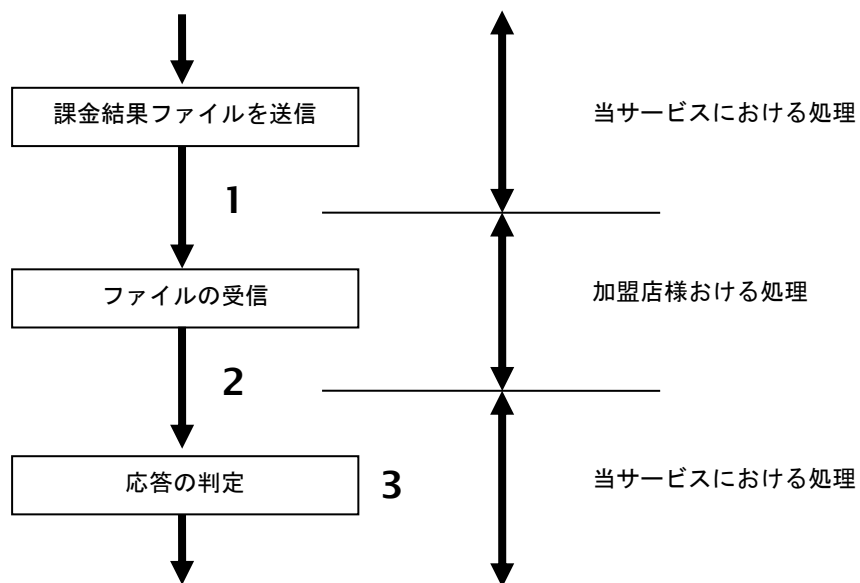 課金結果ファイルを送信
当サービスにおける処理
1
ファイルの受信
加盟店様おける処理
2
応答の判定
3
当サービスにおける処理